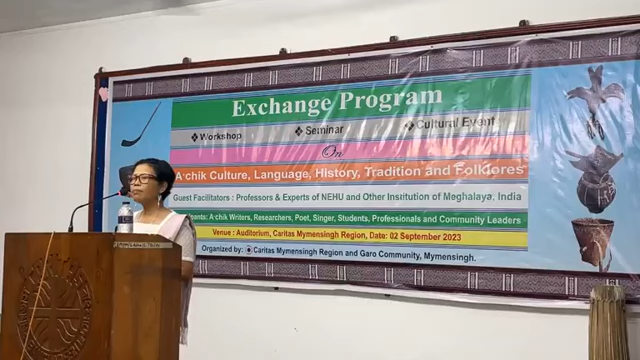 Exchange Program
❖ Workshop ❖ Seminar ❖ Cultural Event
On
A·chik Culture, Language, History, Tradition and Folklores
Guest Facilitators : Professors & Experts of NEHU and Other Institution of Meghalaya, India
A·chik Writers, Researchers, Poet, Singer, Students, Professionals and Community Leaders
Venue : Auditorium, Caritas Mymensingh Region, Date: 02 September 2023
Organized by: Caritas Mymensingh Region and Garo Community, Mymensingh.